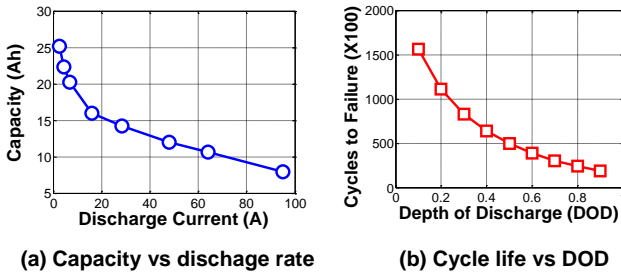 30
25
20
15
10
5
0 20 40 60 80 100
Capacity (Ah)
Discharge Current (A)
(a) Capacity vs dischage rate
2000
1500
1000
500
0
0 0.2 0.4 0.6 0.8
Cycles to Failure (X100)
Depth of Discharge (DOD)
(b) Cycle life vs DOD